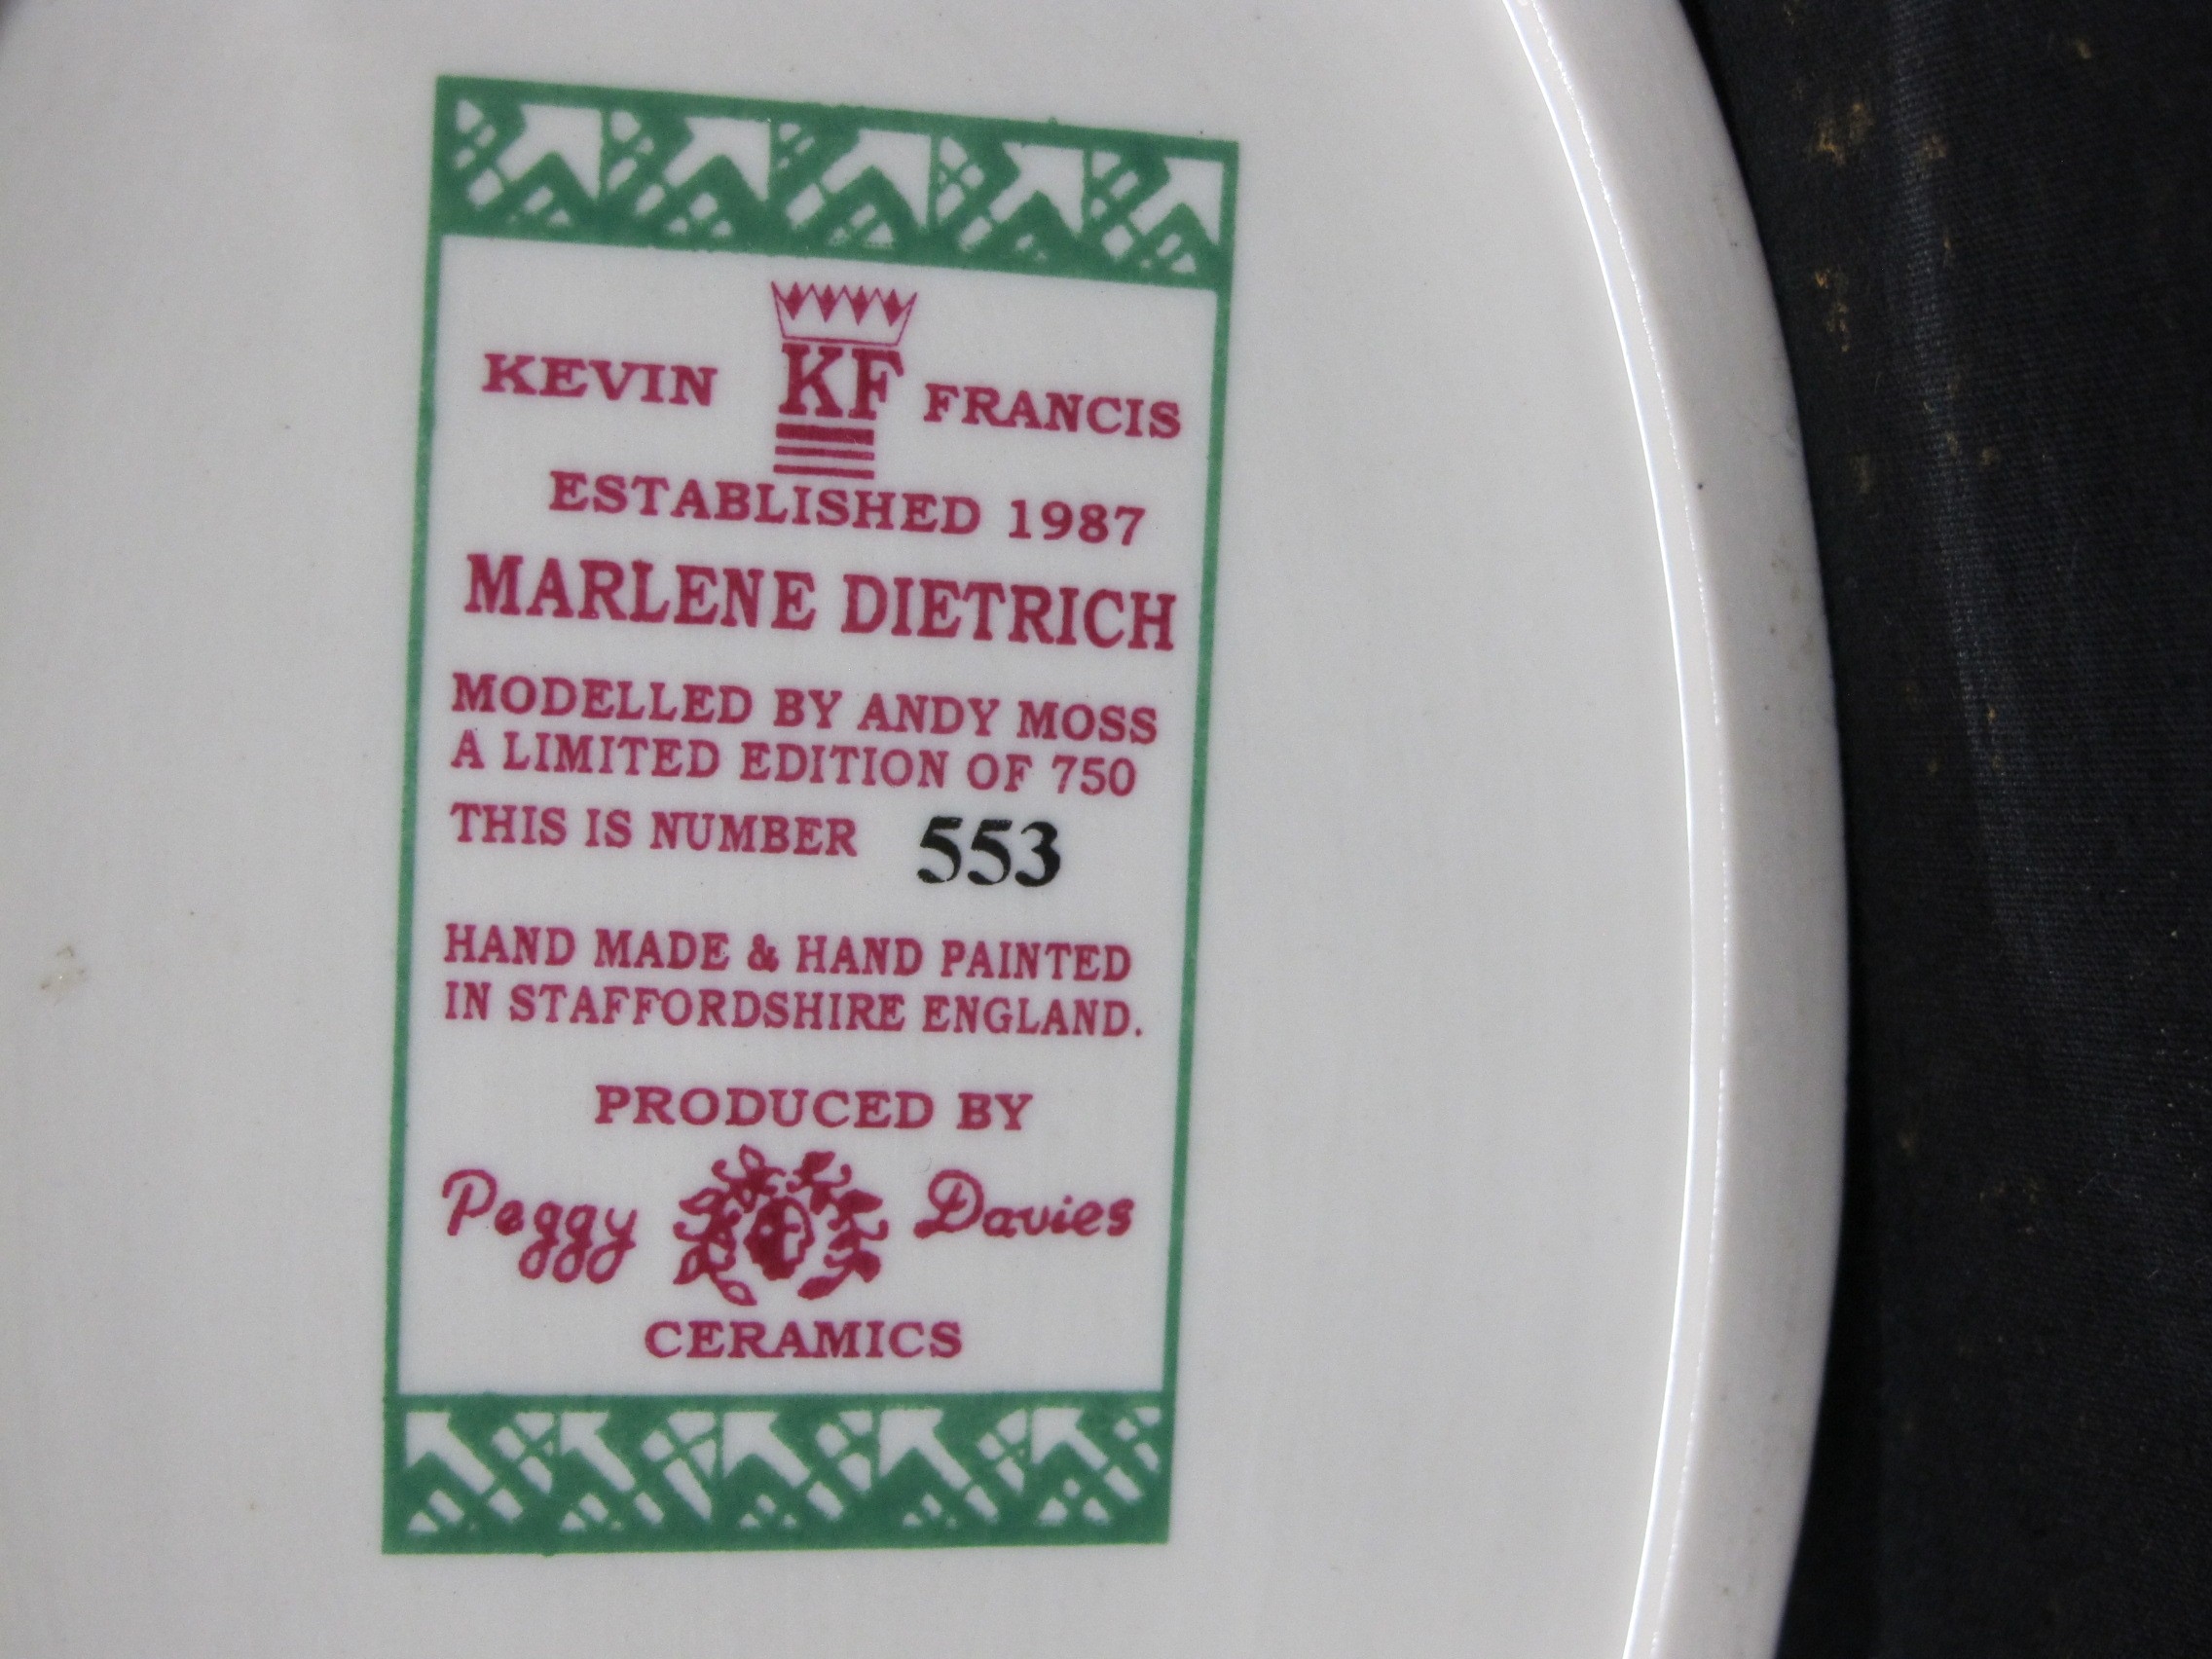 KEVIN KF FRANCIS
ESTABLISHED 1987
MARLENE DIETRICH
MODELLED BY ANDY MOSS
A LIMITED EDITION OF 750
THIS IS NUMBER 553
HAND MADE & HAND PAINTED
IN STAFFORDSHIRE ENGLAND.
PRODUCED BY
Peggy Davies
CERAMICS